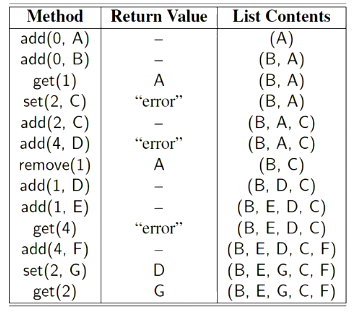 Method Return Value List Contents
add(0, A) – (A)
add(0, B) – (B, A)
get(1) A (B, A)
set(2, C) “error” (B, A)
add(2, C) – (B, A, C)
add(4, D) “error” (B, A, C)
remove(1) A (B, C)
add(1, D) – (B, D, C)
add(1, E) – (B, E, D, C)
get(4) “error” (B, E, D, C)
add(4, F) – (B, E, D, C, F)
set(2, G) D (B, E, G, C, F)
get(2) G (B, E, G, C, F)